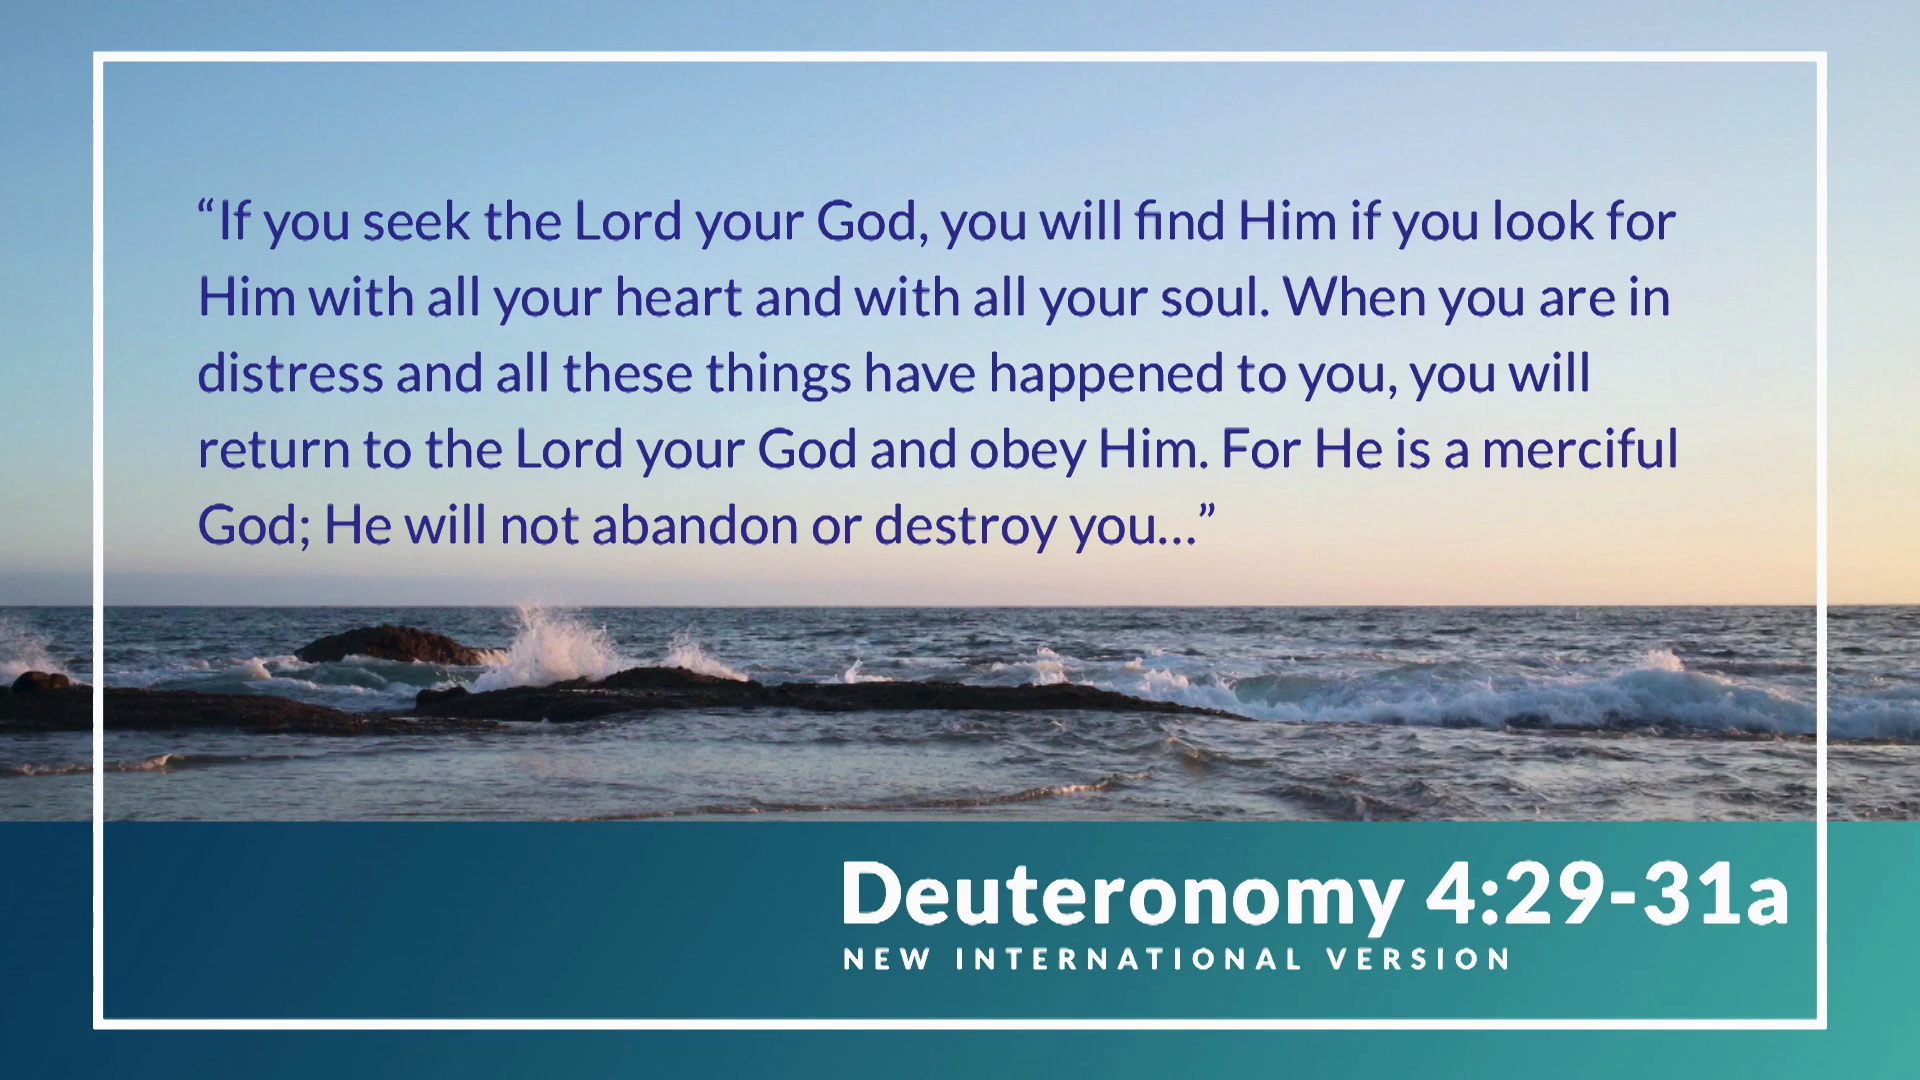 “If you seek the Lord your God, you will find Him if you look for
Him with all your heart and with all your soul. When you are in
distress and all these things have happened to you, you will
return to the Lord your God and obey Him. For He is a merciful
God; He will not abandon or destroy you...”
Deuteronomy 4:29-31a
NEW INTERNATIONAL VERSION